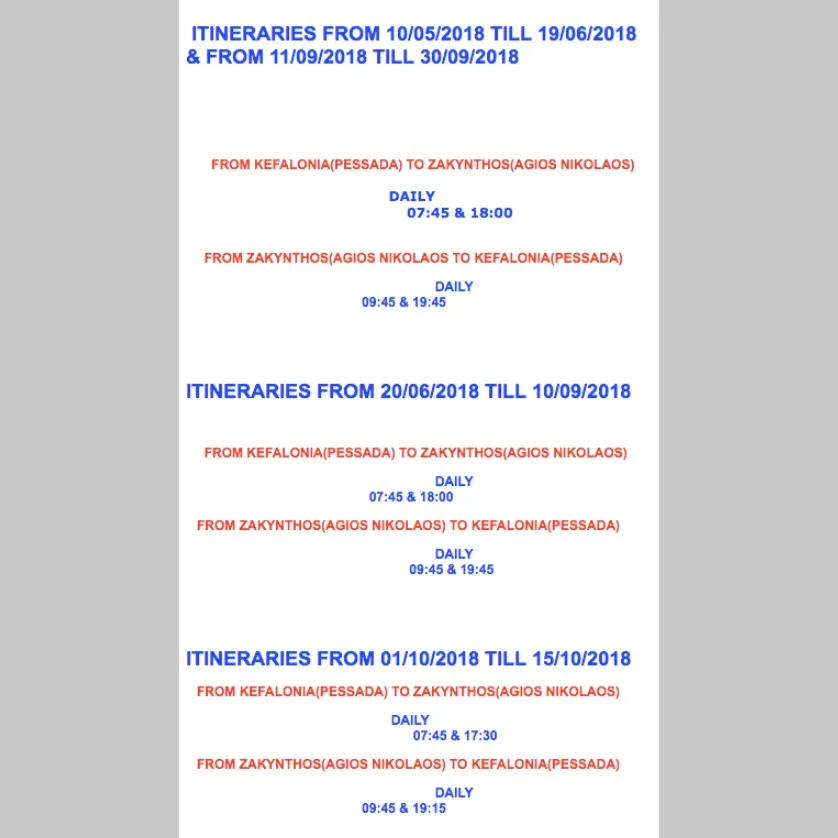 ITINERARIES FROM 10/05/2018 TILL 19/06/2018
& FROM 11/09/2018 TILL 30/09/2018
FROM KEFALONIA(PESSADA) TO ZAKYNTHOS(AGIOS NIKOLAOS)
DAILY
07:45 & 18:00
FROM ZAKYNTHOS(AGIOS NIKOLAOS TO KEFALONIA(PESSADA)
DAILY
09:45 & 19:45
ITINERARIES FROM 20/06/2018 TILL 10/09/2018
FROM KEFALONIA(PESSADA) TO ZAKYNTHOS(AGIOS NIKOLAOS)
DAILY
07:45 & 18:00
FROM ZAKYNTHOS(AGIOS NIKOLAOS) TO KEFALONIA(PESSADA)
DAILY
09:45 & 19:45
ITINERARIES FROM 01/10/2018 TILL 15/10/2018
FROM KEFALONIA(PESSADA) TO ZAKYNTHOS(AGIOS NIKOLAOS)
DAILY
07:45 & 17:30
FROM ZAKYNTHOS(AGIOS NIKOLAOS) TO KEFALONIA(PESSADA)
DAILY
09:45 & 19:15